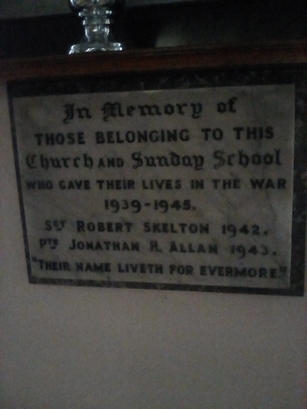 In Memory of
THOSE BELONGING TO THIS
Church AND Sunday School
WHO GAVE THEIR LIVES IN THE WAR
1939-1945.
SGT ROBERT SKELTON 1942.
PTE JONATHAN H. ALLAN 1943.
"THEIR NAME LIVETH FOR EVERMORE"